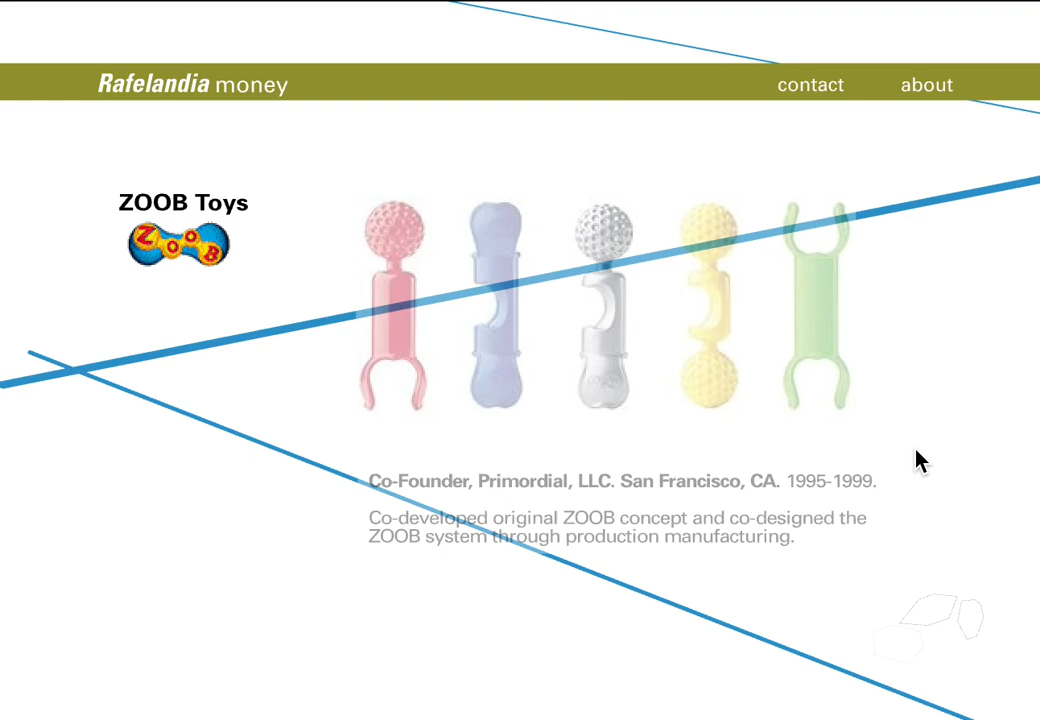 Rafelandia money
contact
about
ZOOB Toys
ZOOB
Co-Founder, Primordial, LLC. San Francisco, CA. 1995-1999.
Co-developed original ZOOB concept and co-designed the
ZOOB system through production manufacturing.